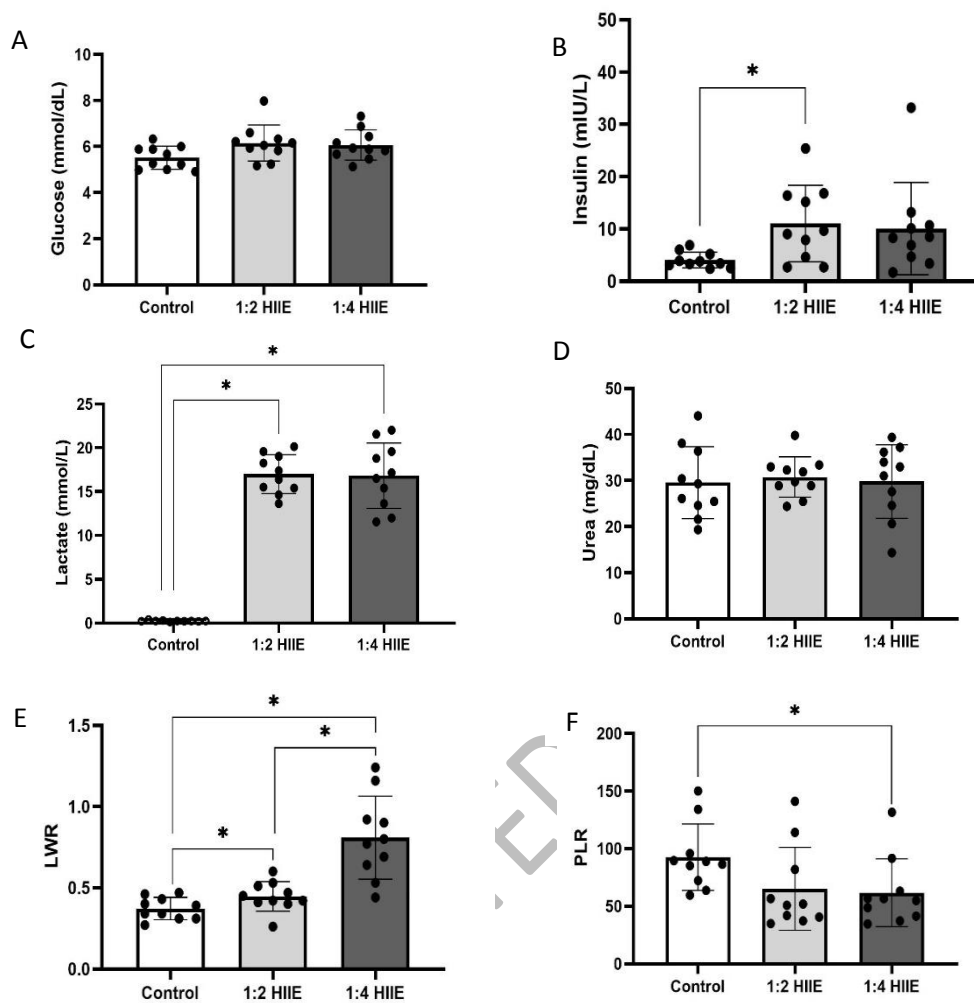 A
Glucose (mmol/dL)
10
8
6
4
2
0
Control 1:2 HIIE 1:4 HIIE
B
Insulin (mIU/L)
50
40
30
20
10
0
*
Control 1:2 HIIE 1:4 HIIE
C
Lactate (mmol/L)
25
20
15
10
5
0
*
*
Control 1:2 HIIE 1:4 HIIE
D
Urea (mg/dL)
50
40
30
20
10
0
Control 1:2 HIIE 1:4 HIIE
E
LWR
1.5
1.0
0.5
0.0
*
*
*
Control 1:2 HIIE 1:4 HIIE
F
PLR
200
150
100
50
0
*
Control 1:2 HIIE 1:4 HIIE